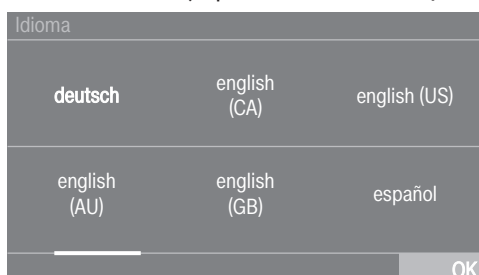 Idioma
deutsch
english
(CA)
english (US)
english
(AU)
english
(GB)
español
OK